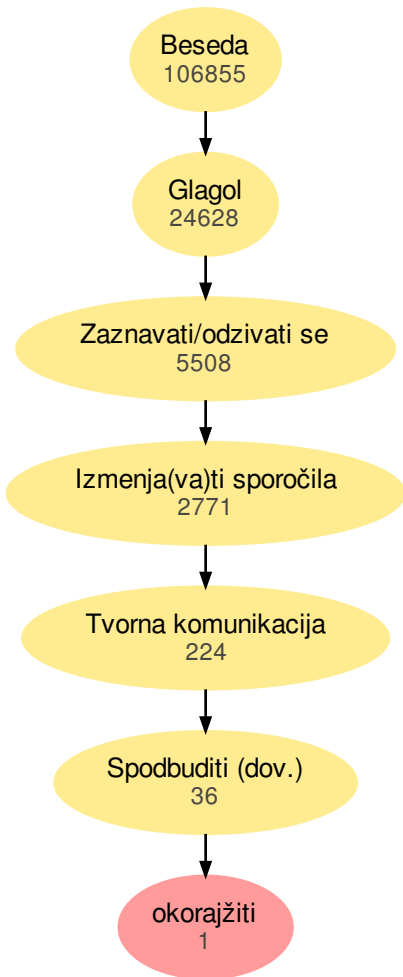 Beseda
106855
Glagol
24628
Zaznavati/odzivati se
5508
Izmenja(va)ti sporočila
2771
Tvorna komunikacija
224
Spodbuditi (dov.)
36
okorajžiti
1